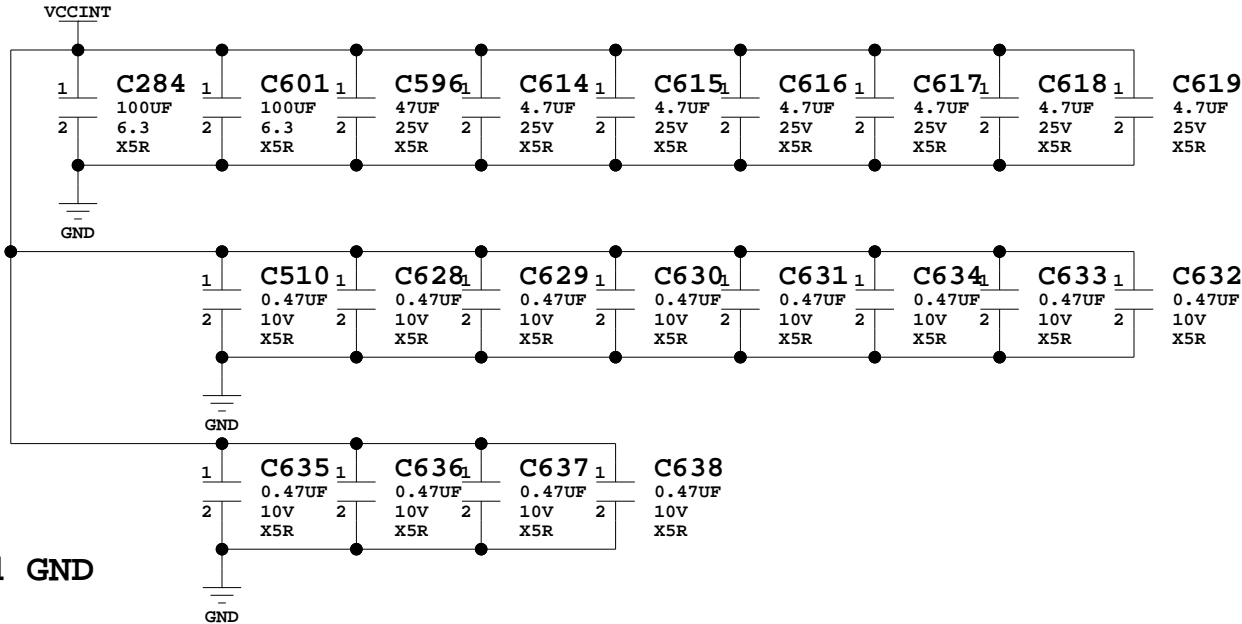 VCCINT
1 C284 1 C601 1 C596 1 C614 1 C615 1 C616 1 C617 1 C618 1 C619
100UF 100UF 47UF 4.7UF 4.7UF 4.7UF 4.7UF 4.7UF 4.7UF
2 6.3 2 6.3 2 25V 2 25V 2 25V 2 25V 2 25V 2 25V 2 25V
X5R X5R X5R X5R X5R X5R X5R X5R X5R
GND
1 C510 1 C628 1 C629 1 C630 1 C631 1 C634 1 C633 1 C632
0.47UF 0.47UF 0.47UF 0.47UF 0.47UF 0.47UF 0.47UF 0.47UF
2 10V 2 10V 2 10V 2 10V 2 10V 2 10V 2 10V 2 10V
X5R X5R X5R X5R X5R X5R X5R X5R
GND
1 C635 1 C636 1 C637 1 C638
0.47UF 0.47UF 0.47UF 0.47UF
2 10V 2 10V 2 10V 2 10V
X5R X5R X5R X5R
GND
GND